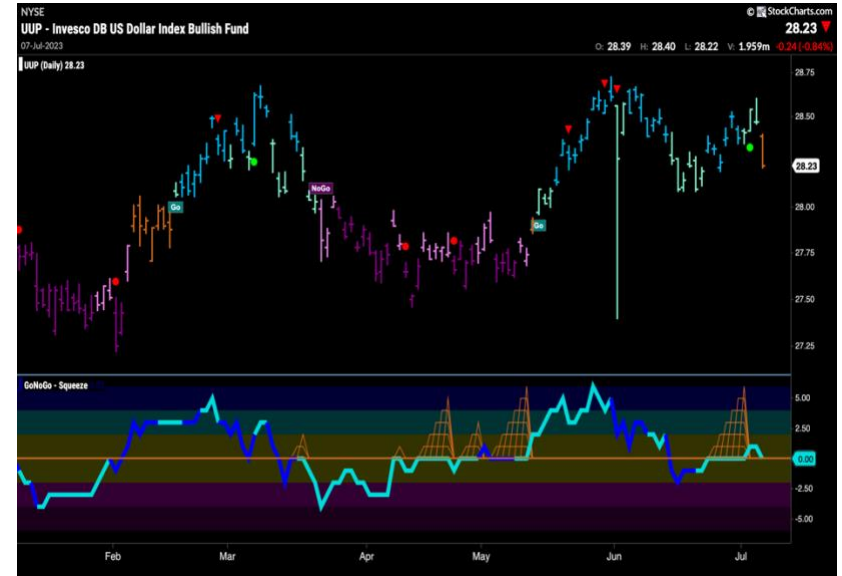 NYSE
© StockCharts.com
UUP - Invesco DB US Dollar Index Bullish Fund
28.23
07-Jul-2023
O: 28.39 H: 28.40 L: 28.22 V: 1.959m -0.24 (-0.84%)
UUP (Daily) 28.23
28.75
28.50
28.23
28.00
27.75
27.50
27.25
Go
NoGo
Go
GoNoGo - Squeeze
5.00
2.50
0.00
-2.50
-5.00
Feb Mar Apr May Jun Jul